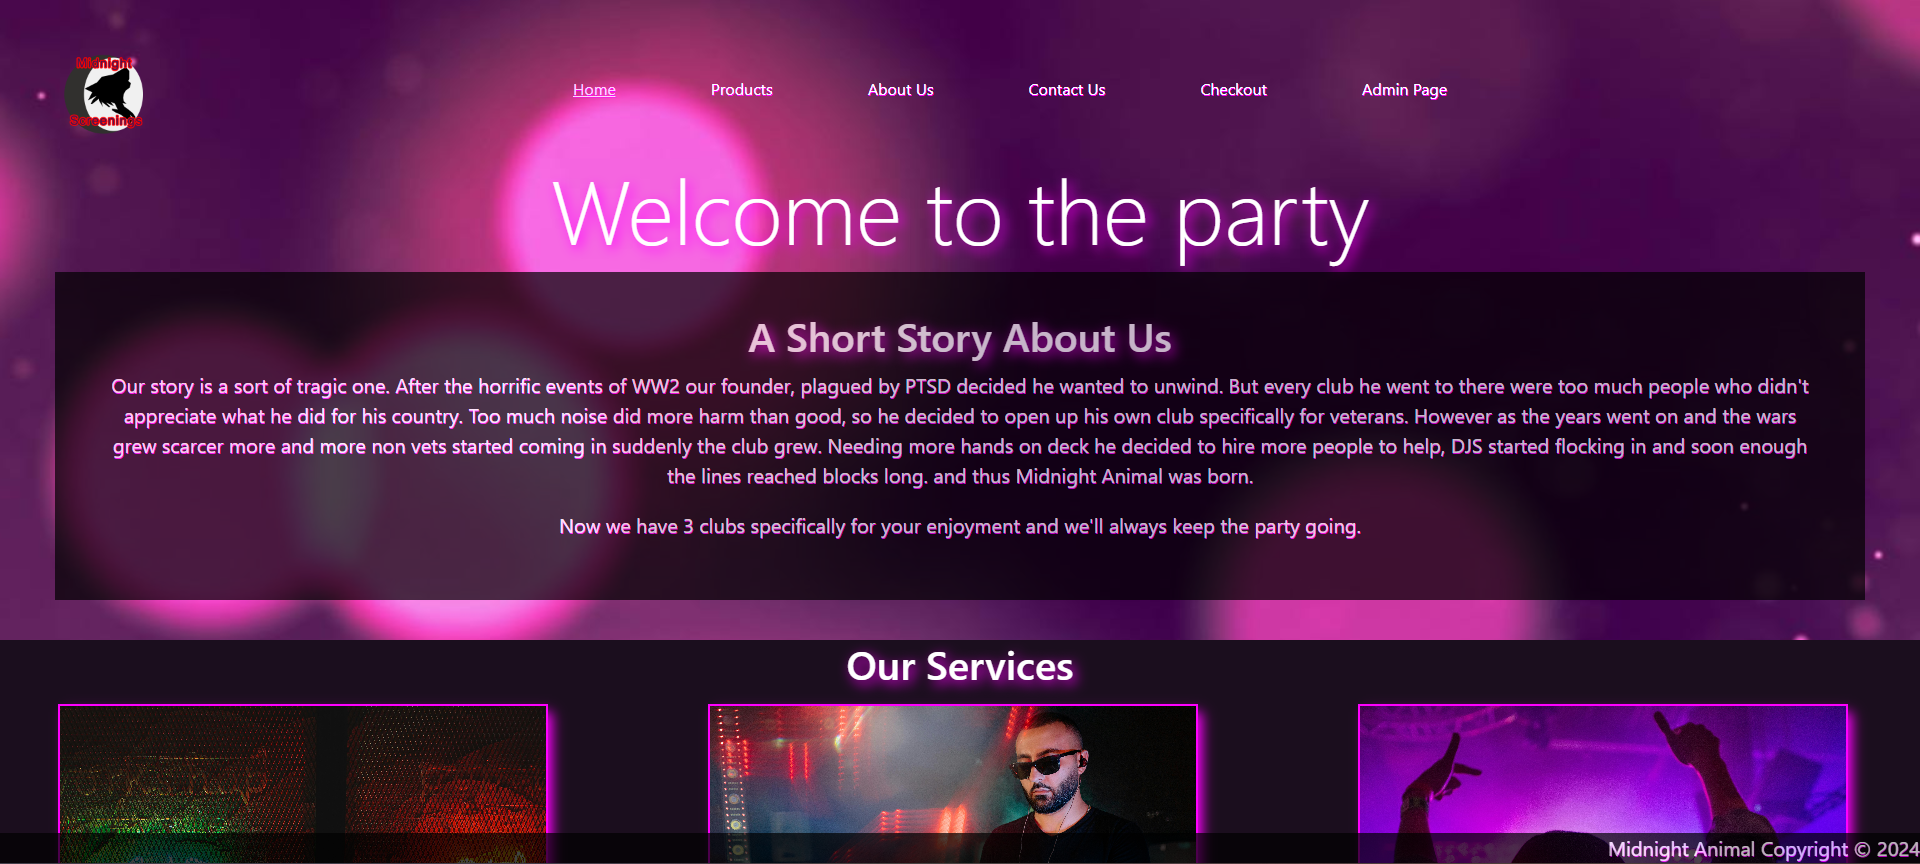 Midnight
Screenings
Home Products About Us Contact Us Checkout Admin Page
Welcome to the party
A Short Story About Us
Our story is a sort of tragic one. After the horrific events of WW2 our founder, plagued by PTSD decided he wanted to unwind. But every club he went to there were too much people who didn't
appreciate what he did for his country. Too much noise did more harm than good, so he decided to open up his own club specifically for veterans. However as the years went on and the wars
grew scarcer more and more non vets started coming in suddenly the club grew. Needing more hands on deck he decided to hire more people to help, DJS started flocking in and soon enough
the lines reached blocks long. and thus Midnight Animal was born.
Now we have 3 clubs specifically for your enjoyment and we'll always keep the party going.
Our Services
Midnight Animal Copyright © 2024